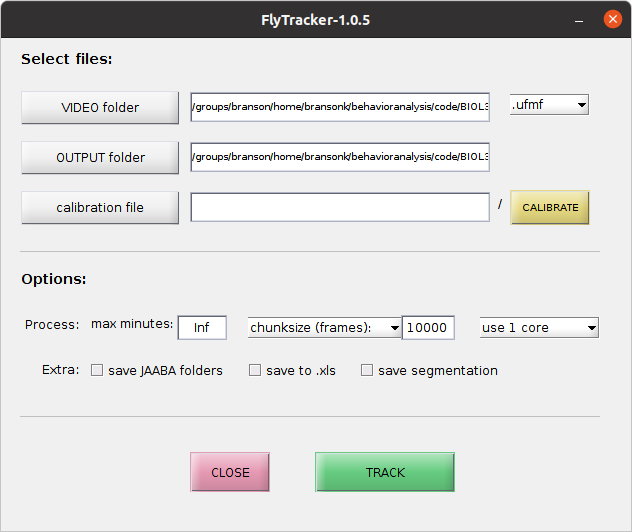 FlyTracker-1.0.5
Select files:
VIDEO folder /groups/branson/home/bransonk/behavioranalysis/code/BIOL3 .ufmf
OUTPUT folder /groups/branson/home/bransonk/behavioranalysis/code/BIOL3
calibration file / CALIBRATE
Options:
Process: max minutes: Inf chunksize (frames): 10000 use 1 core
Extra: save JAABA folders save to .xls save segmentation
CLOSE TRACK